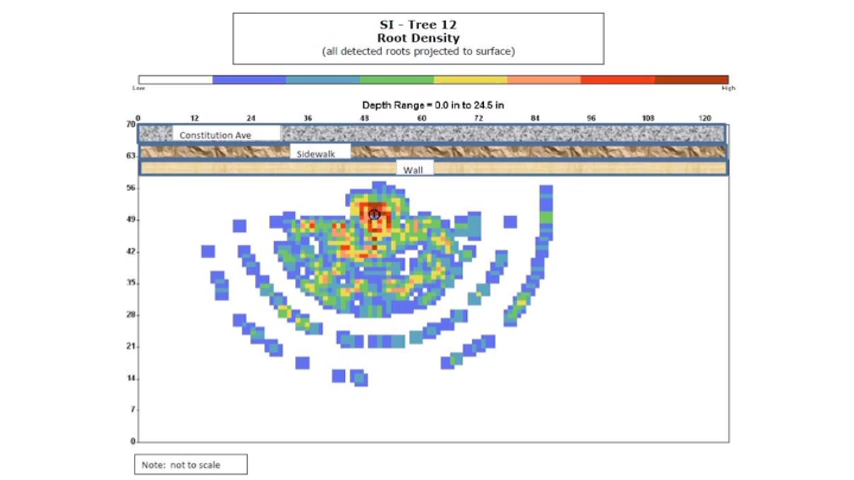 SI - Tree 12
Root Density
(all detected roots projected to surface)
Low High
Depth Range = 0.0 in to 24.5 in
0 12 24 36 48 60 72 84 96 108 120
70
Constitution Ave
Sidewalk
63
Wall
56
49
42
35
28
21
14
7
0
Note: not to scale